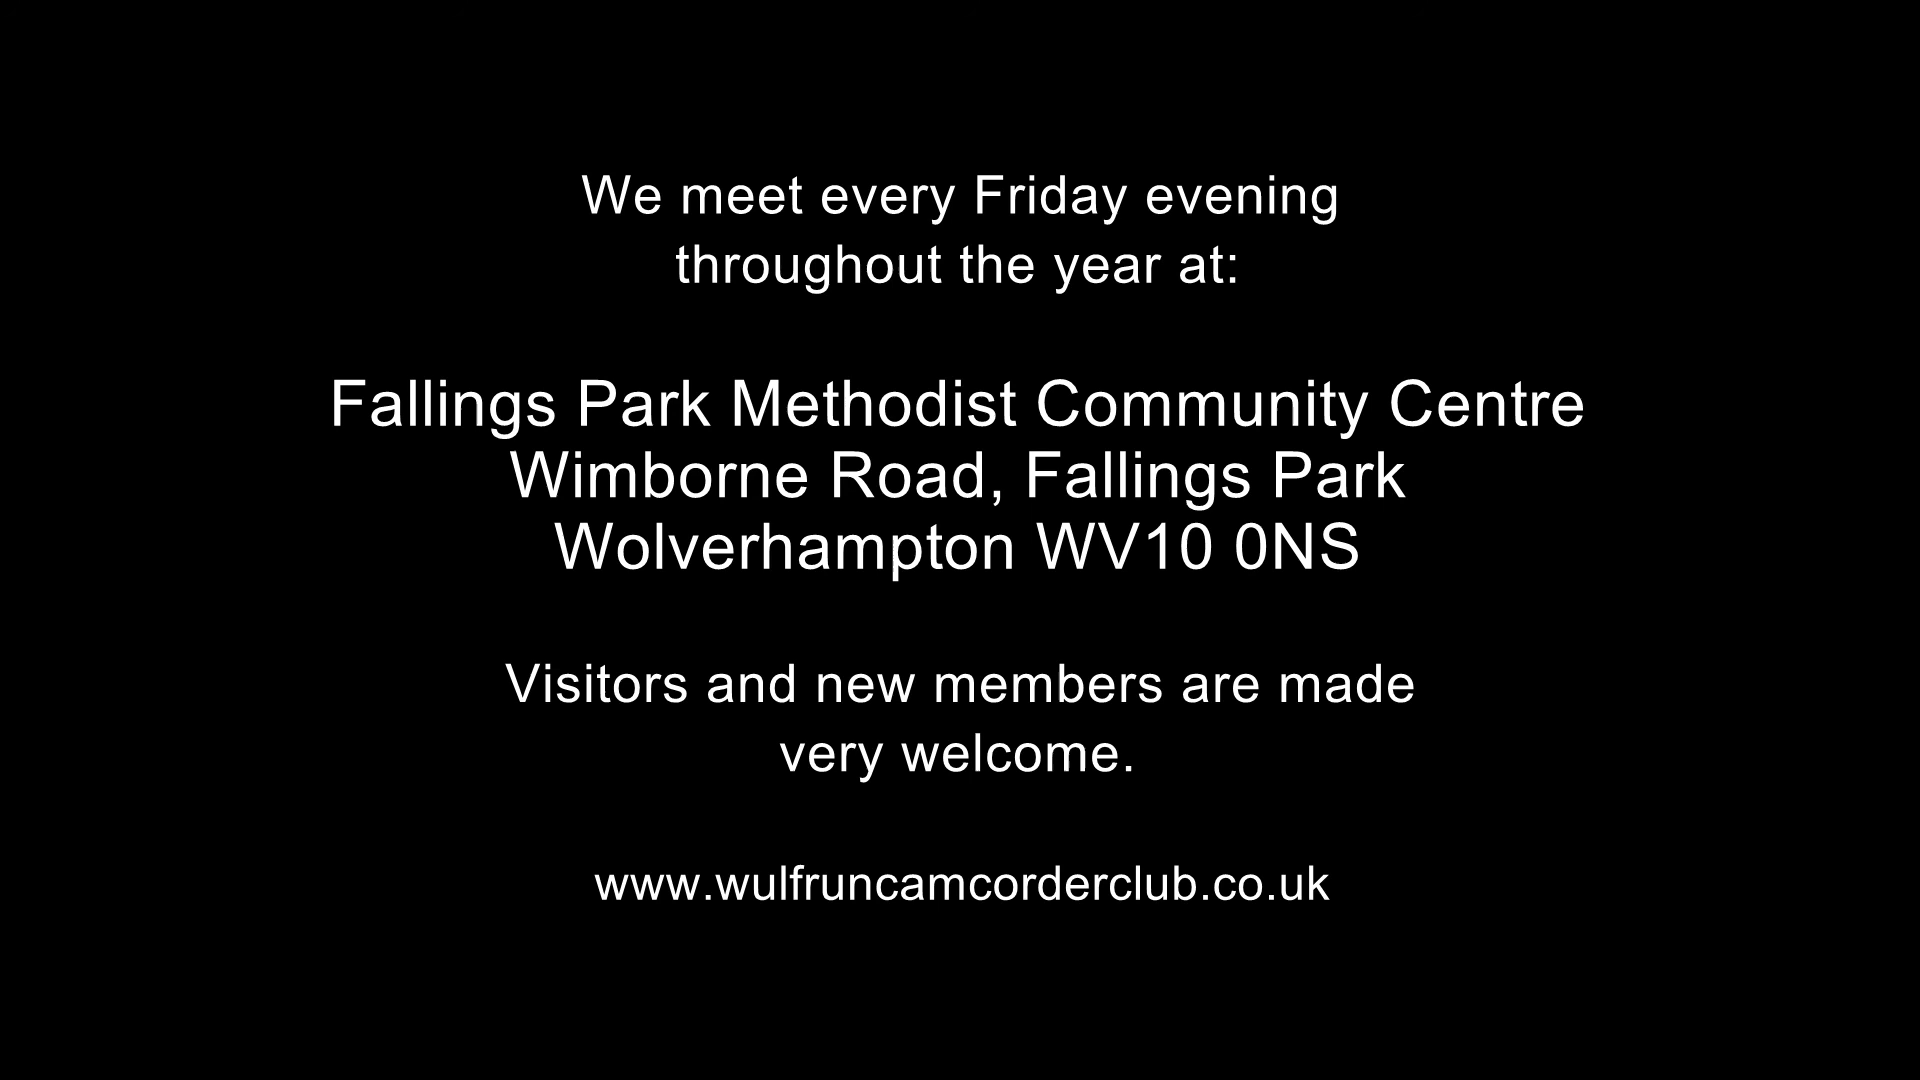 We meet every Friday evening
throughout the year at:
Fallings Park Methodist Community Centre
Wimborne Road, Fallings Park
Wolverhampton WV10 0NS
Visitors and new members are made
very welcome.
www.wulfruncamcorderclub.co.uk